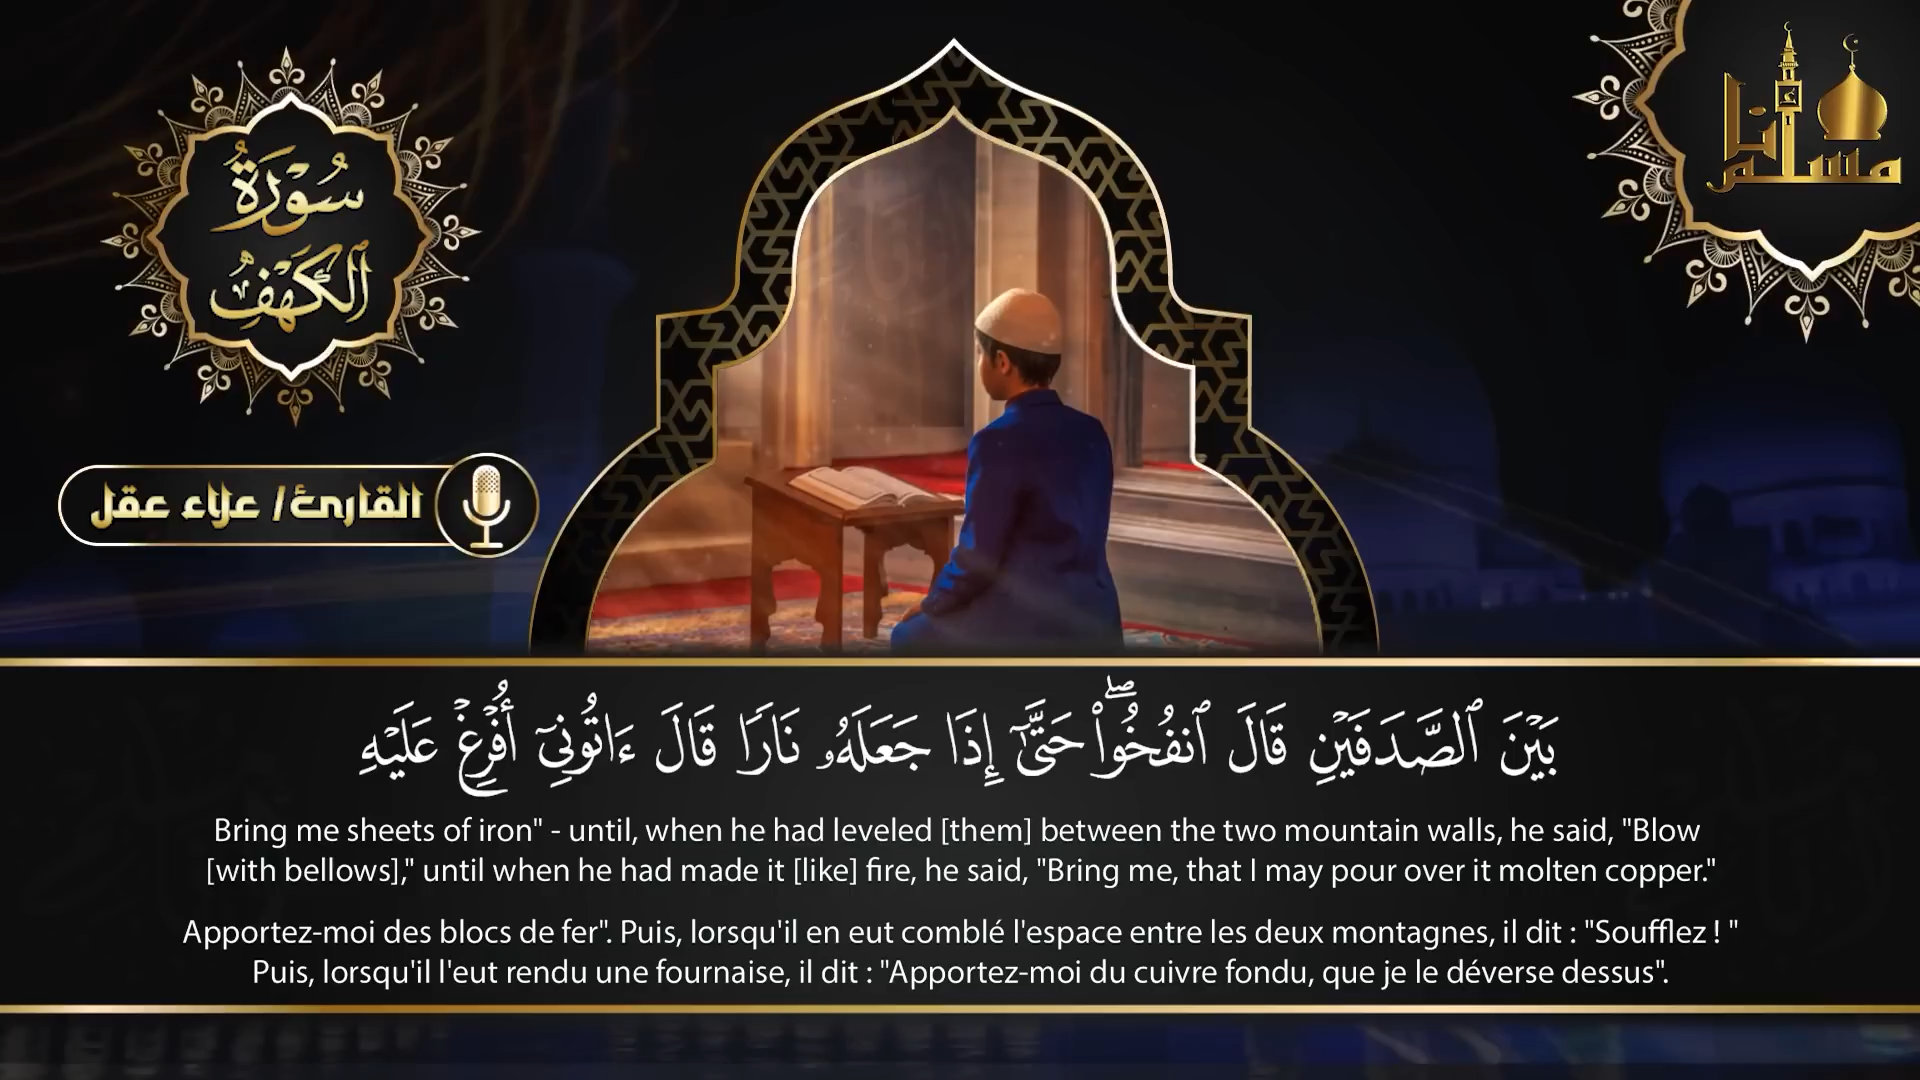 سُورَةُ
ٱلْكَهْفِ
أنا
مسلم
القارئ/ علاء عقل
بَيْنَ ٱلصَّدَفَيْنِ قَالَ ٱنفُخُوا۟ۖ حَتَّىٰٓ إِذَا جَعَلَهُۥ نَارًا قَالَ ءَاتُونِىٓ أُفْرِغْ عَلَيْهِ
Bring me sheets of iron" - until, when he had leveled [them] between the two mountain walls, he said, "Blow
[with bellows]," until when he had made it [like] fire, he said, "Bring me, that I may pour over it molten copper."
Apportez-moi des blocs de fer". Puis, lorsqu'il en eut comblé l'espace entre les deux montagnes, il dit : "Soufflez ! "
Puis, lorsqu'il l'eut rendu une fournaise, il dit : "Apportez-moi du cuivre fondu, que je le déverse dessus".